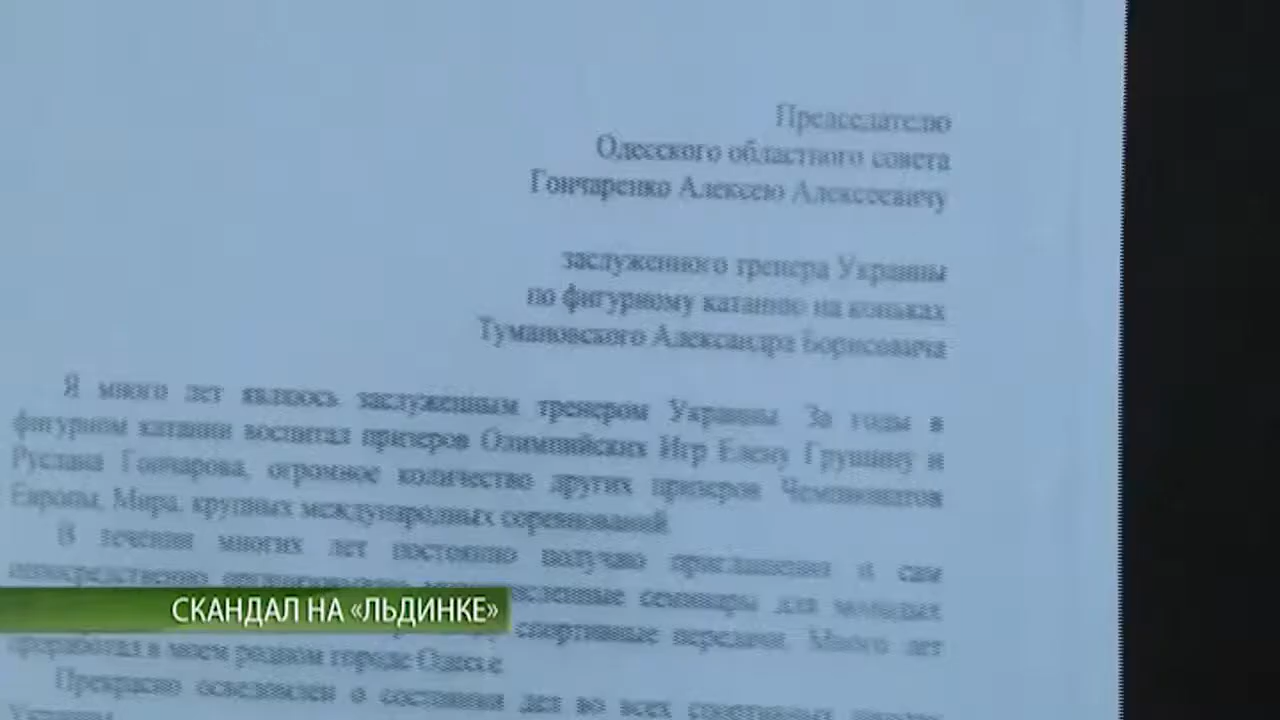 Председателю
Одесского областного совета
Гончаренко Алексею Алексеевичу
заслуженного тренера Украины
по фигурному катанию на коньках
Тумановского Александра Борисовича
Я много лет являюсь заслуженным тренером Украины. За годы в
фигурном катании воспитал призеров Олимпийских Игр Елену Грушину и
Руслана Гончарова, огромное количество других призеров Чемпионатов
Европы, Мира, крупных международных соревнований.
В течении многих лет постоянно получаю приглашения и сам
семинары для молодых
СКАНДАЛ НА «ЛЬДИНКЕ»
спортивные Много лет
проработал в моем родном городе Одессе
Прекрасно осведомлен о состоянии дел во всех спортивных
Украины